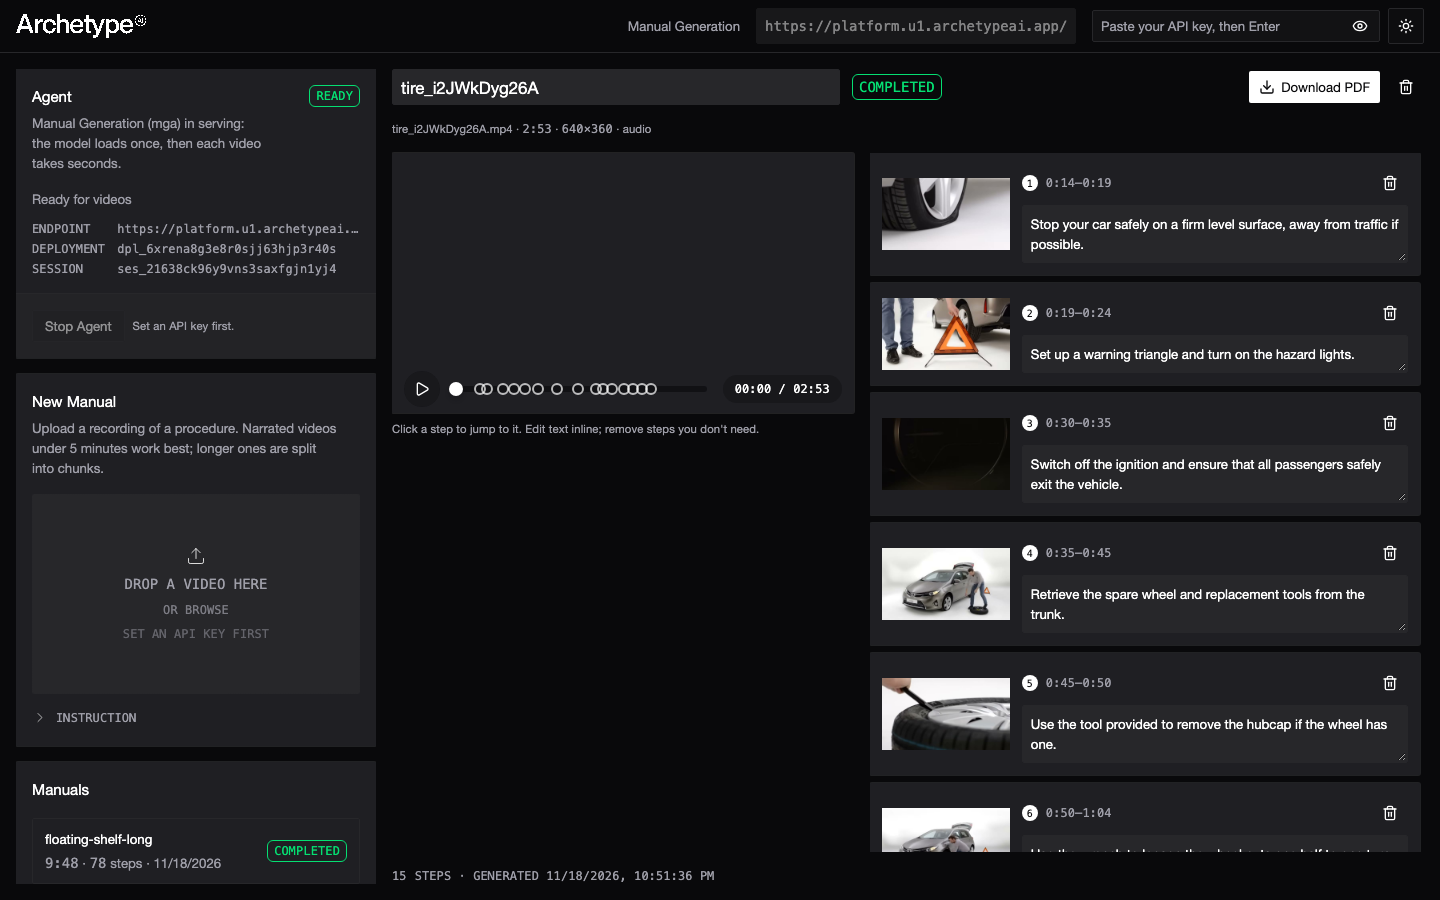 Archetype AI
Manual Generation
https://platform.u1.archetypeai.app/
Paste your API key, then Enter
Agent
READY
Manual Generation (mga) in serving:
the model loads once, then each video
takes seconds.
Ready for videos
ENDPOINT https://platform.u1.archetypeai.…
DEPLOYMENT dpl_6xrena8g3e8r0sjj63hjp3r40s
SESSION ses_21638ck96y9vns3saxfgjn1yj4
Stop Agent
Set an API key first.
New Manual
Upload a recording of a procedure. Narrated videos
under 5 minutes work best; longer ones are split
into chunks.
DROP A VIDEO HERE
OR BROWSE
SET AN API KEY FIRST
INSTRUCTION
Manuals
floating-shelf-long
9:48 · 78 steps · 11/18/2026
COMPLETED
tire_i2JWkDyg26A
COMPLETED
Download PDF
tire_i2JWkDyg26A.mp4 · 2:53 · 640×360 · audio
00:00 / 02:53
Click a step to jump to it. Edit text inline; remove steps you don't need.
1 0:14–0:19
Stop your car safely on a firm level surface, away from traffic if
possible.
2 0:19–0:24
Set up a warning triangle and turn on the hazard lights.
3 0:30–0:35
Switch off the ignition and ensure that all passengers safely
exit the vehicle.
4 0:35–0:45
Retrieve the spare wheel and replacement tools from the
trunk.
5 0:45–0:50
Use the tool provided to remove the hubcap if the wheel has
one.
6 0:50–1:04
15 STEPS · GENERATED 11/18/2026, 10:51:36 PM